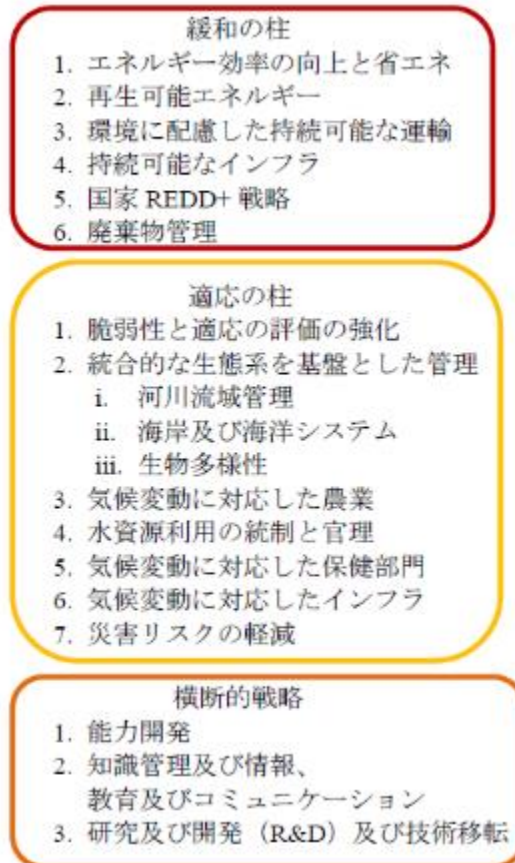 緩和の柱
1. エネルギー効率の向上と省エネ
2. 再生可能エネルギー
3. 環境に配慮した持続可能な運輸
4. 持続可能なインフラ
5. 国家 REDD+ 戦略
6. 廃棄物管理
適応の柱
1. 脆弱性と適応の評価の強化
2. 統合的な生態系を基盤とした管理
i. 河川流域管理
ii. 海岸及び海洋システム
iii. 生物多様性
3. 気候変動に対応した農業
4. 水資源利用の統制と官理
5. 気候変動に対応した保健部門
6. 気候変動に対応したインフラ
7. 災害リスクの軽減
横断的戦略
1. 能力開発
2. 知識管理及び情報、
教育及びコミュニケーション
3. 研究及び開発（R&D）及び技術移転